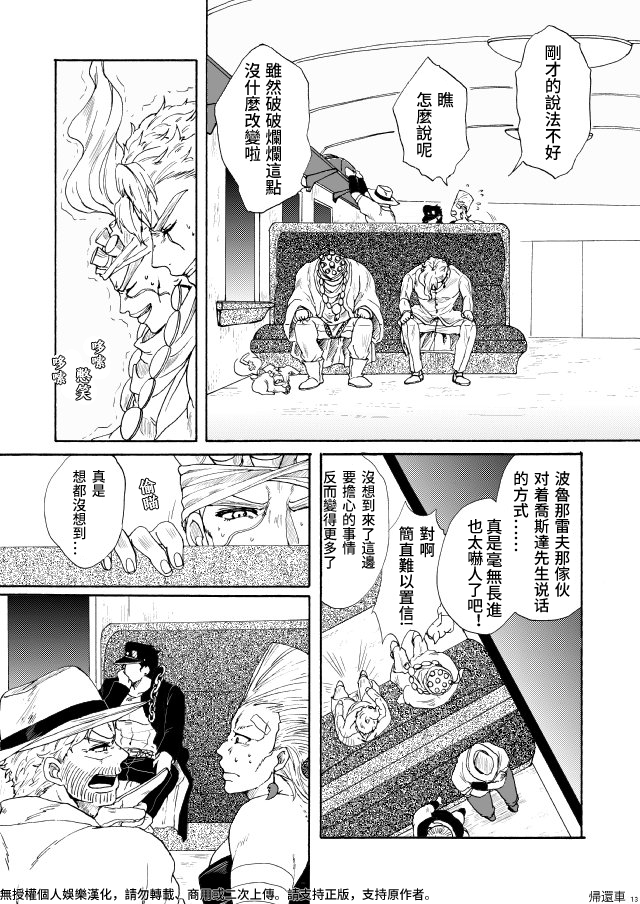 剛才的說法不好
瞧
怎麼說呢
雖然破破爛爛這點
沒什麼改變啦
哆嗦
憋笑
哆嗦
波魯那雷夫那傢伙
对着喬斯達先生说话
的方式……
真是毫無長進
也太嚇人了吧！
對啊
簡直難以置信!!
沒想到來了這邊
要擔心的事情
反而變得更多了
偷瞄
真是
想都沒想到…
無授權個人娛樂漢化，請勿轉載、商用或二次上傳。請支持正版，支持原作者。
帰還車 13